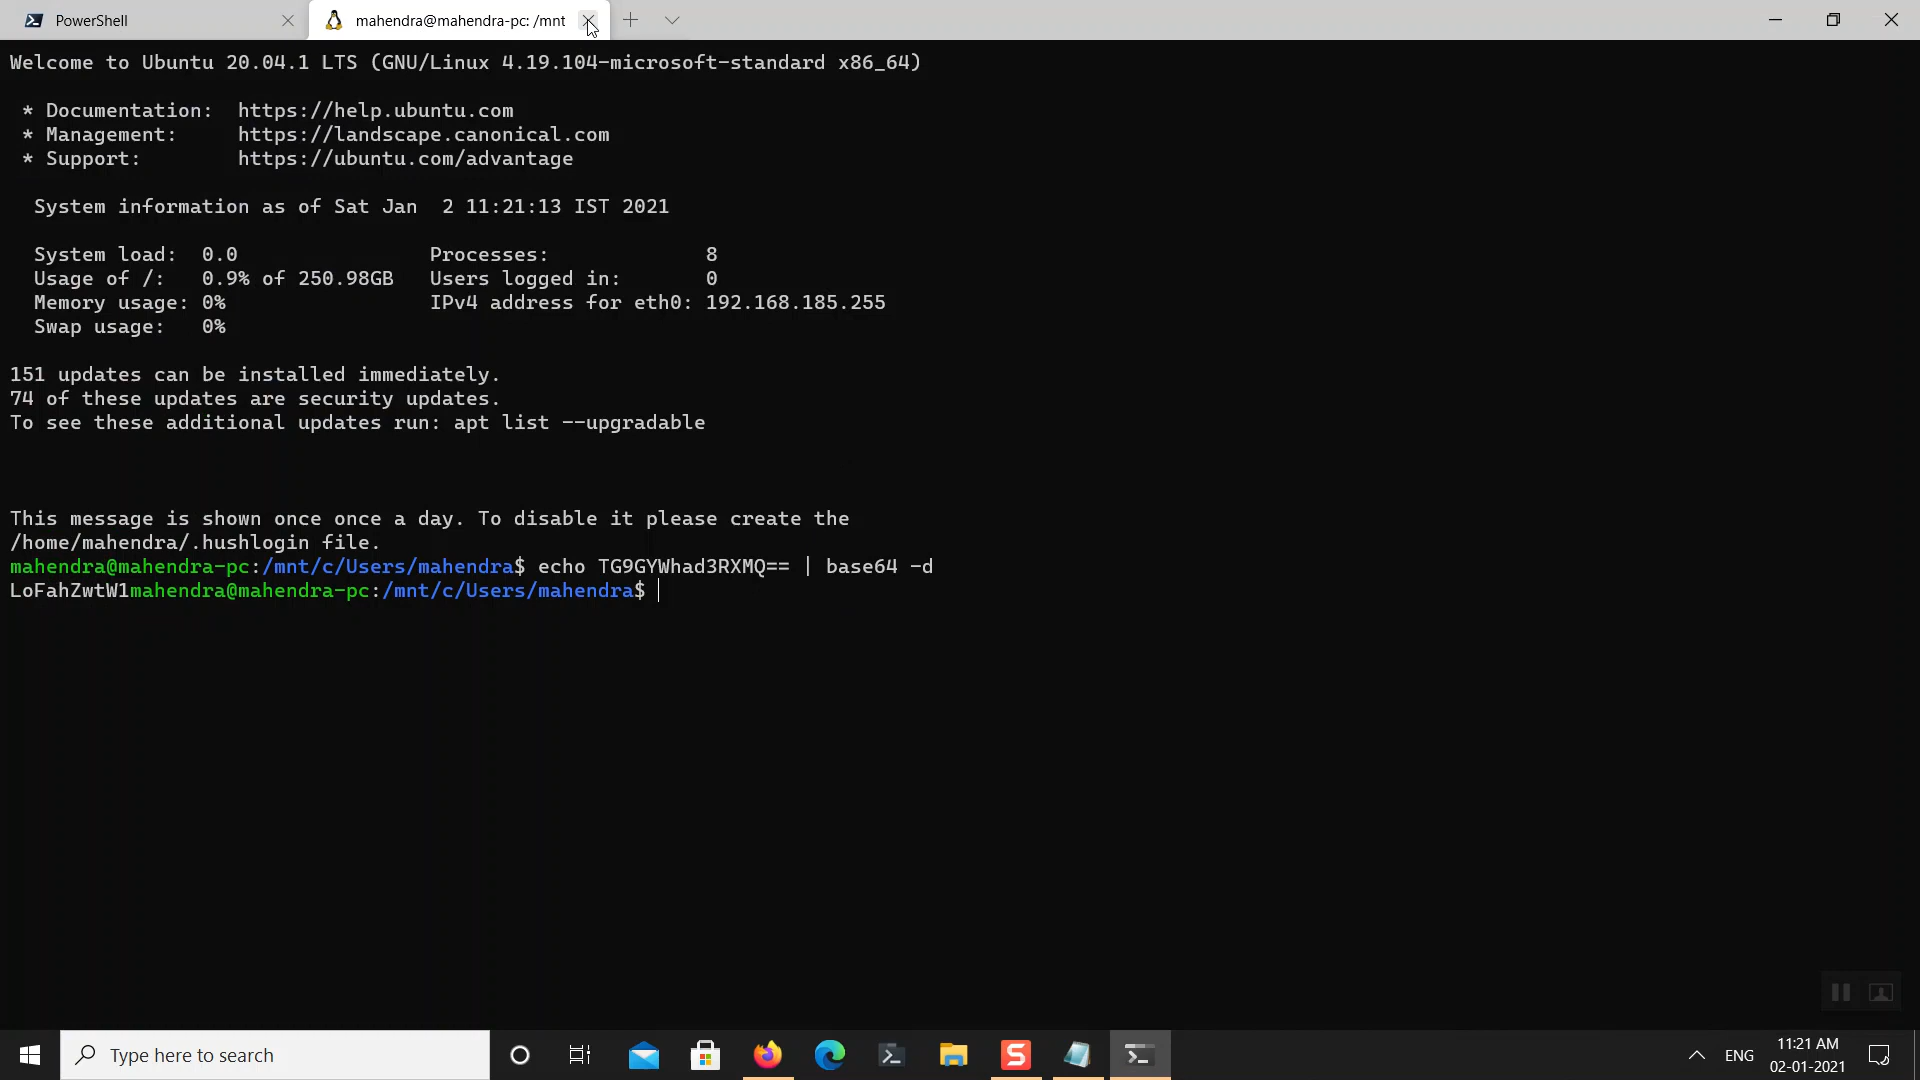 PowerShell
mahendra@mahendra-pc: /mnt
Welcome to Ubuntu 20.04.1 LTS (GNU/Linux 4.19.104-microsoft-standard x86_64)
* Documentation:  https://help.ubuntu.com
* Management:     https://landscape.canonical.com
* Support:        https://ubuntu.com/advantage
System information as of Sat Jan  2 11:21:13 IST 2021
System load:  0.0                Processes:             8
Usage of /:   0.9% of 250.98GB   Users logged in:       0
Memory usage: 0%                 IPv4 address for eth0: 192.168.185.255
Swap usage:   0%
151 updates can be installed immediately.
74 of these updates are security updates.
To see these additional updates run: apt list --upgradable
This message is shown once once a day. To disable it please create the
/home/mahendra/.hushlogin file.
mahendra@mahendra-pc:/mnt/c/Users/mahendra$ echo TG9GYWhad3RXMQ== | base64 -d
LoFahZwtW1mahendra@mahendra-pc:/mnt/c/Users/mahendra$
Type here to search
S
ENG
11:21 AM
02-01-2021